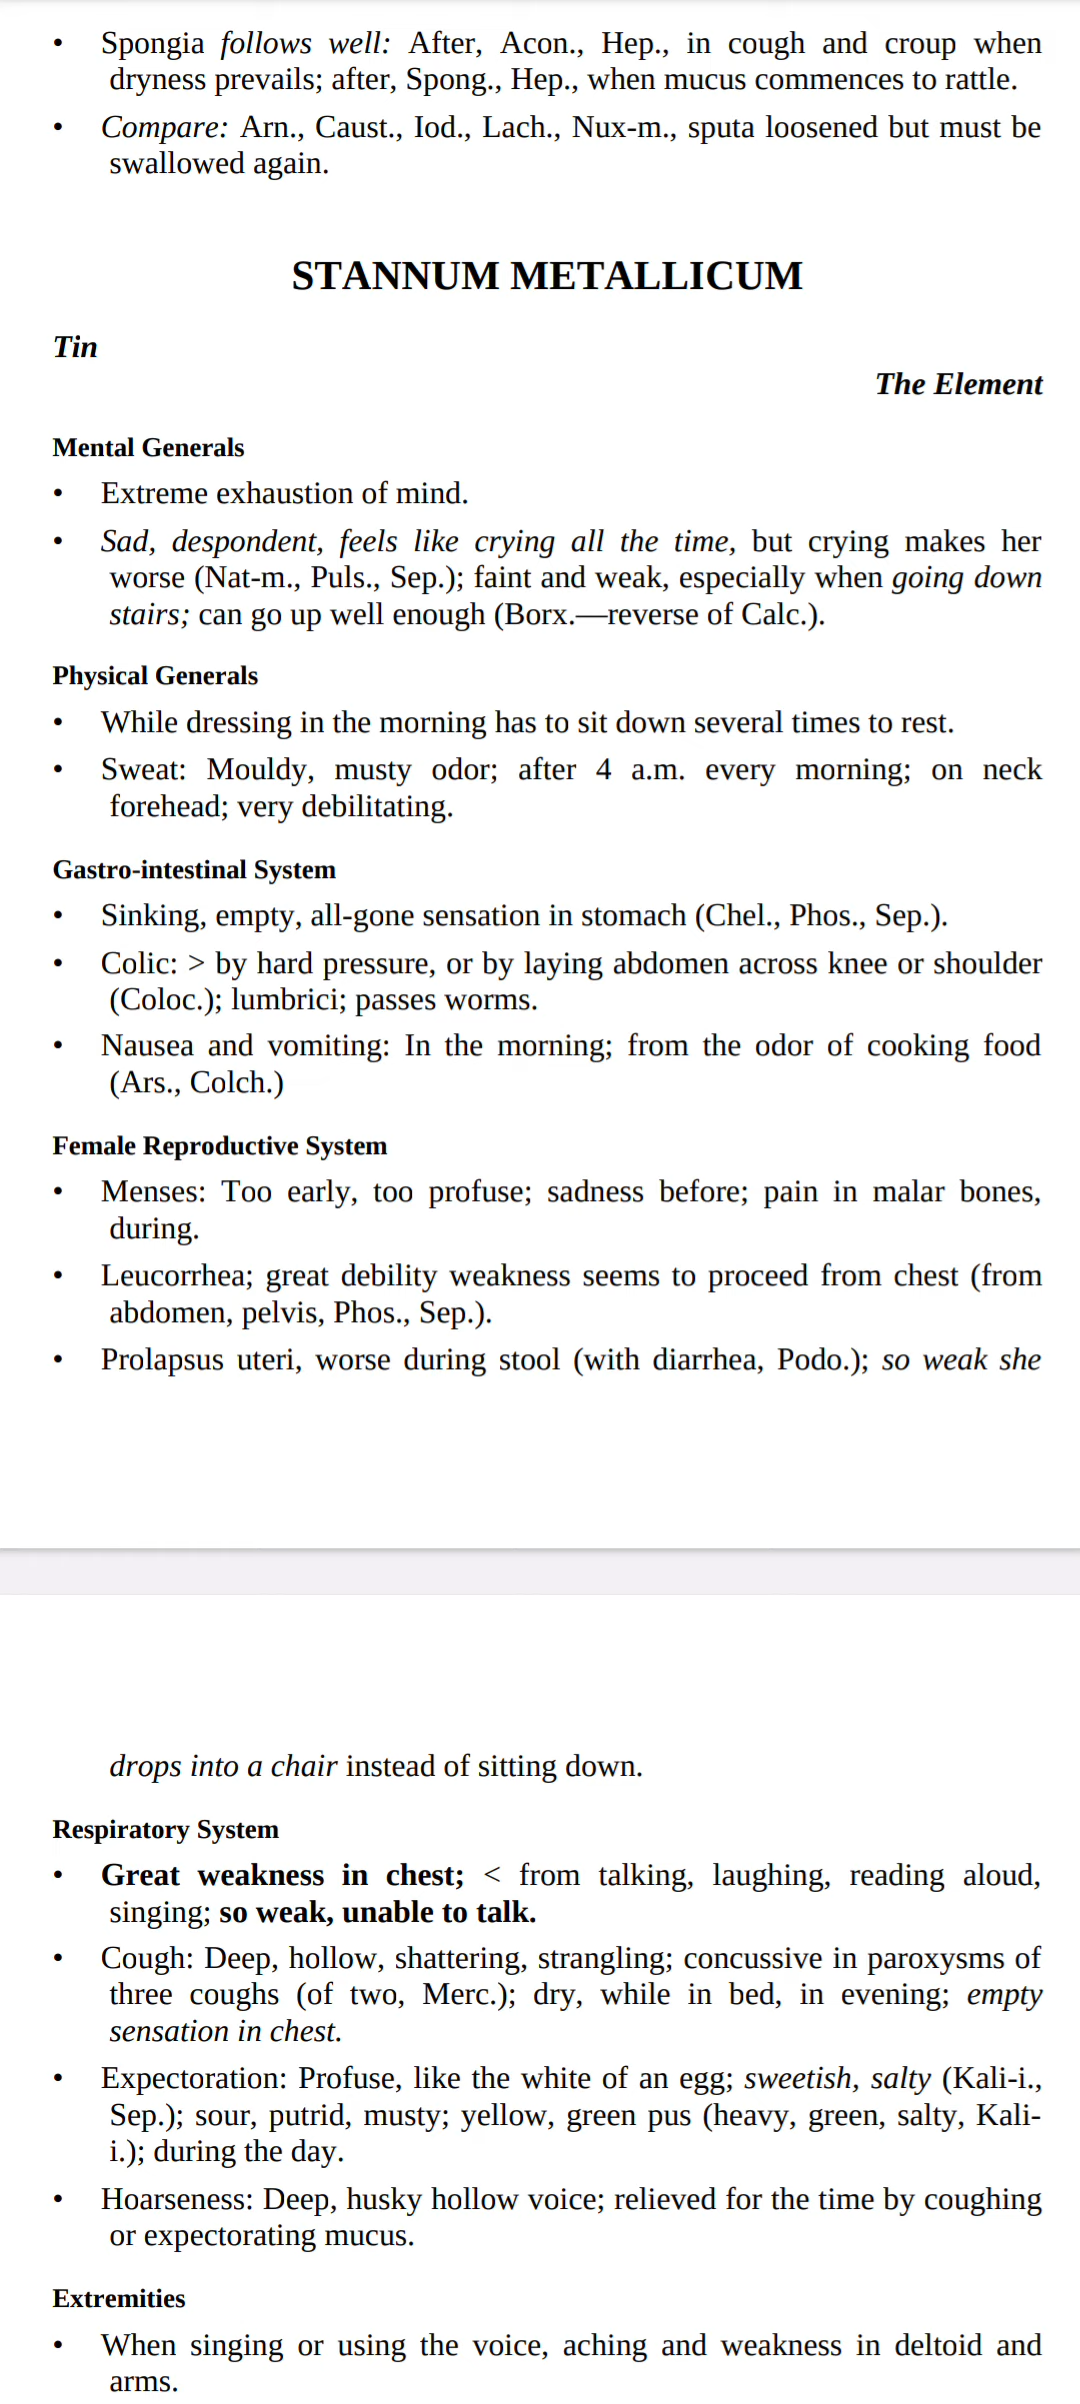 • Spongia follows well: After, Acon., Hep., in cough and croup when
dryness prevails; after, Spong., Hep., when mucus commences to rattle.
• Compare: Arn., Caust., Iod., Lach., Nux-m., sputa loosened but must be
swallowed again.
STANNUM METALLICUM
Tin
The Element
Mental Generals
• Extreme exhaustion of mind.
• Sad, despondent, feels like crying all the time, but crying makes her
worse (Nat-m., Puls., Sep.); faint and weak, especially when going down
stairs; can go up well enough (Borx.—reverse of Calc.).
Physical Generals
• While dressing in the morning has to sit down several times to rest.
• Sweat: Mouldy, musty odor; after 4 a.m. every morning; on neck
forehead; very debilitating.
Gastro-intestinal System
• Sinking, empty, all-gone sensation in stomach (Chel., Phos., Sep.).
• Colic: > by hard pressure, or by laying abdomen across knee or shoulder
(Coloc.); lumbrici; passes worms.
• Nausea and vomiting: In the morning; from the odor of cooking food
(Ars., Colch.)
Female Reproductive System
• Menses: Too early, too profuse; sadness before; pain in malar bones,
during.
• Leucorrhea; great debility weakness seems to proceed from chest (from
abdomen, pelvis, Phos., Sep.).
• Prolapsus uteri, worse during stool (with diarrhea, Podo.); so weak she
drops into a chair instead of sitting down.
Respiratory System
• Great weakness in chest; < from talking, laughing, reading aloud,
singing; so weak, unable to talk.
• Cough: Deep, hollow, shattering, strangling; concussive in paroxysms of
three coughs (of two, Merc.); dry, while in bed, in evening; empty
sensation in chest.
• Expectoration: Profuse, like the white of an egg; sweetish, salty (Kali-i.,
Sep.); sour, putrid, musty; yellow, green pus (heavy, green, salty, Kali-
i.); during the day.
• Hoarseness: Deep, husky hollow voice; relieved for the time by coughing
or expectorating mucus.
Extremities
• When singing or using the voice, aching and weakness in deltoid and
arms.